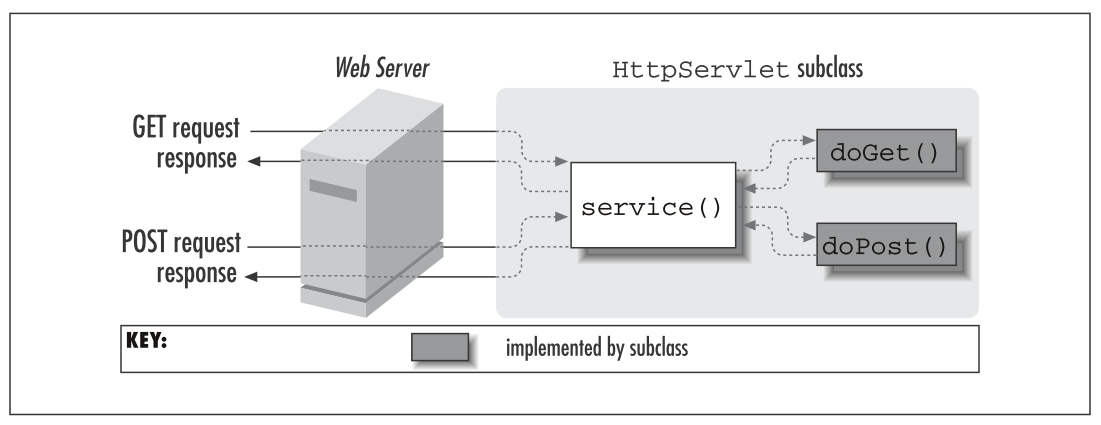 Web Server
HttpServlet subclass
GET request
response
doGet()
service()
POST request
response
doPost()
KEY:
implemented by subclass